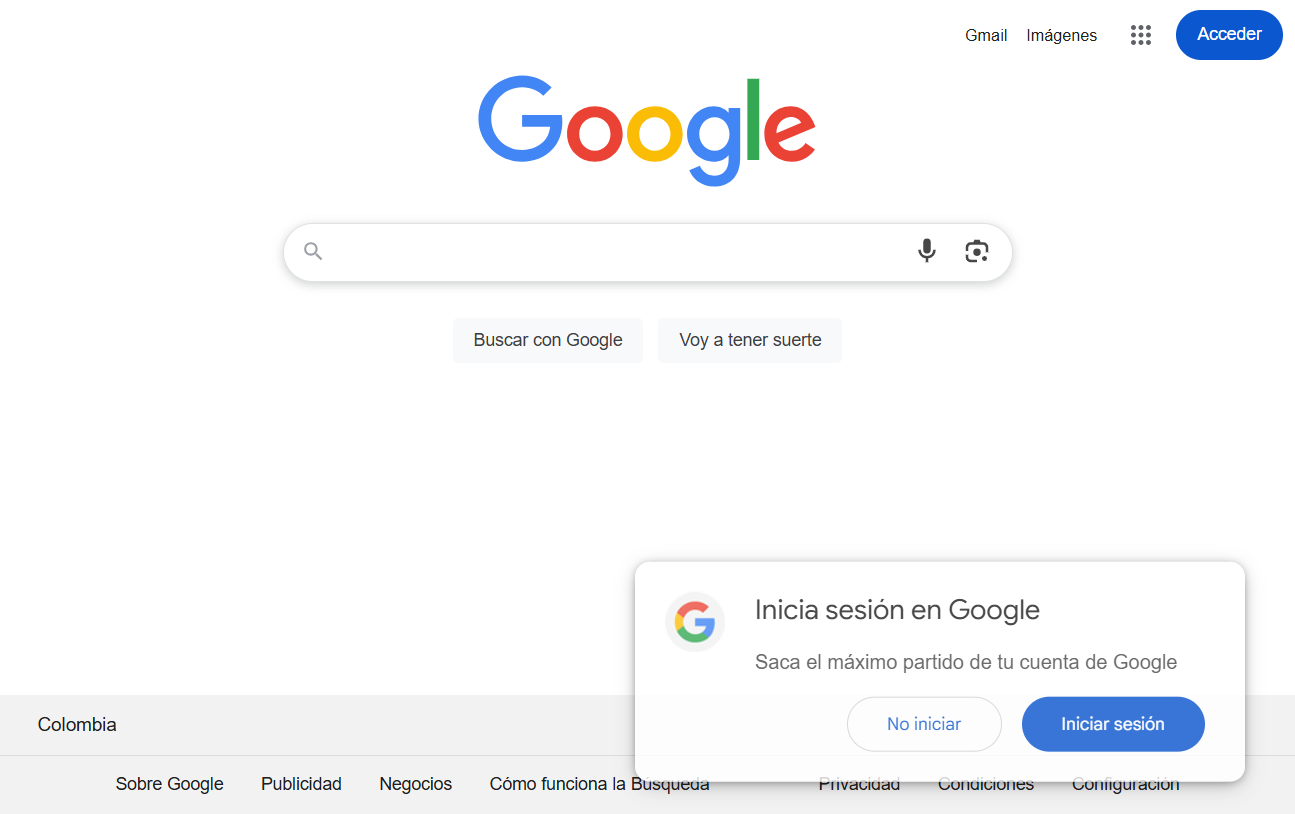 Gmail Imágenes Acceder
Google
Buscar con Google Voy a tener suerte
Inicia sesión en Google
Saca el máximo partido de tu cuenta de Google
No iniciar Iniciar sesión
Colombia
Sobre Google Publicidad Negocios Cómo funciona la Búsqueda Privacidad Condiciones Configuración